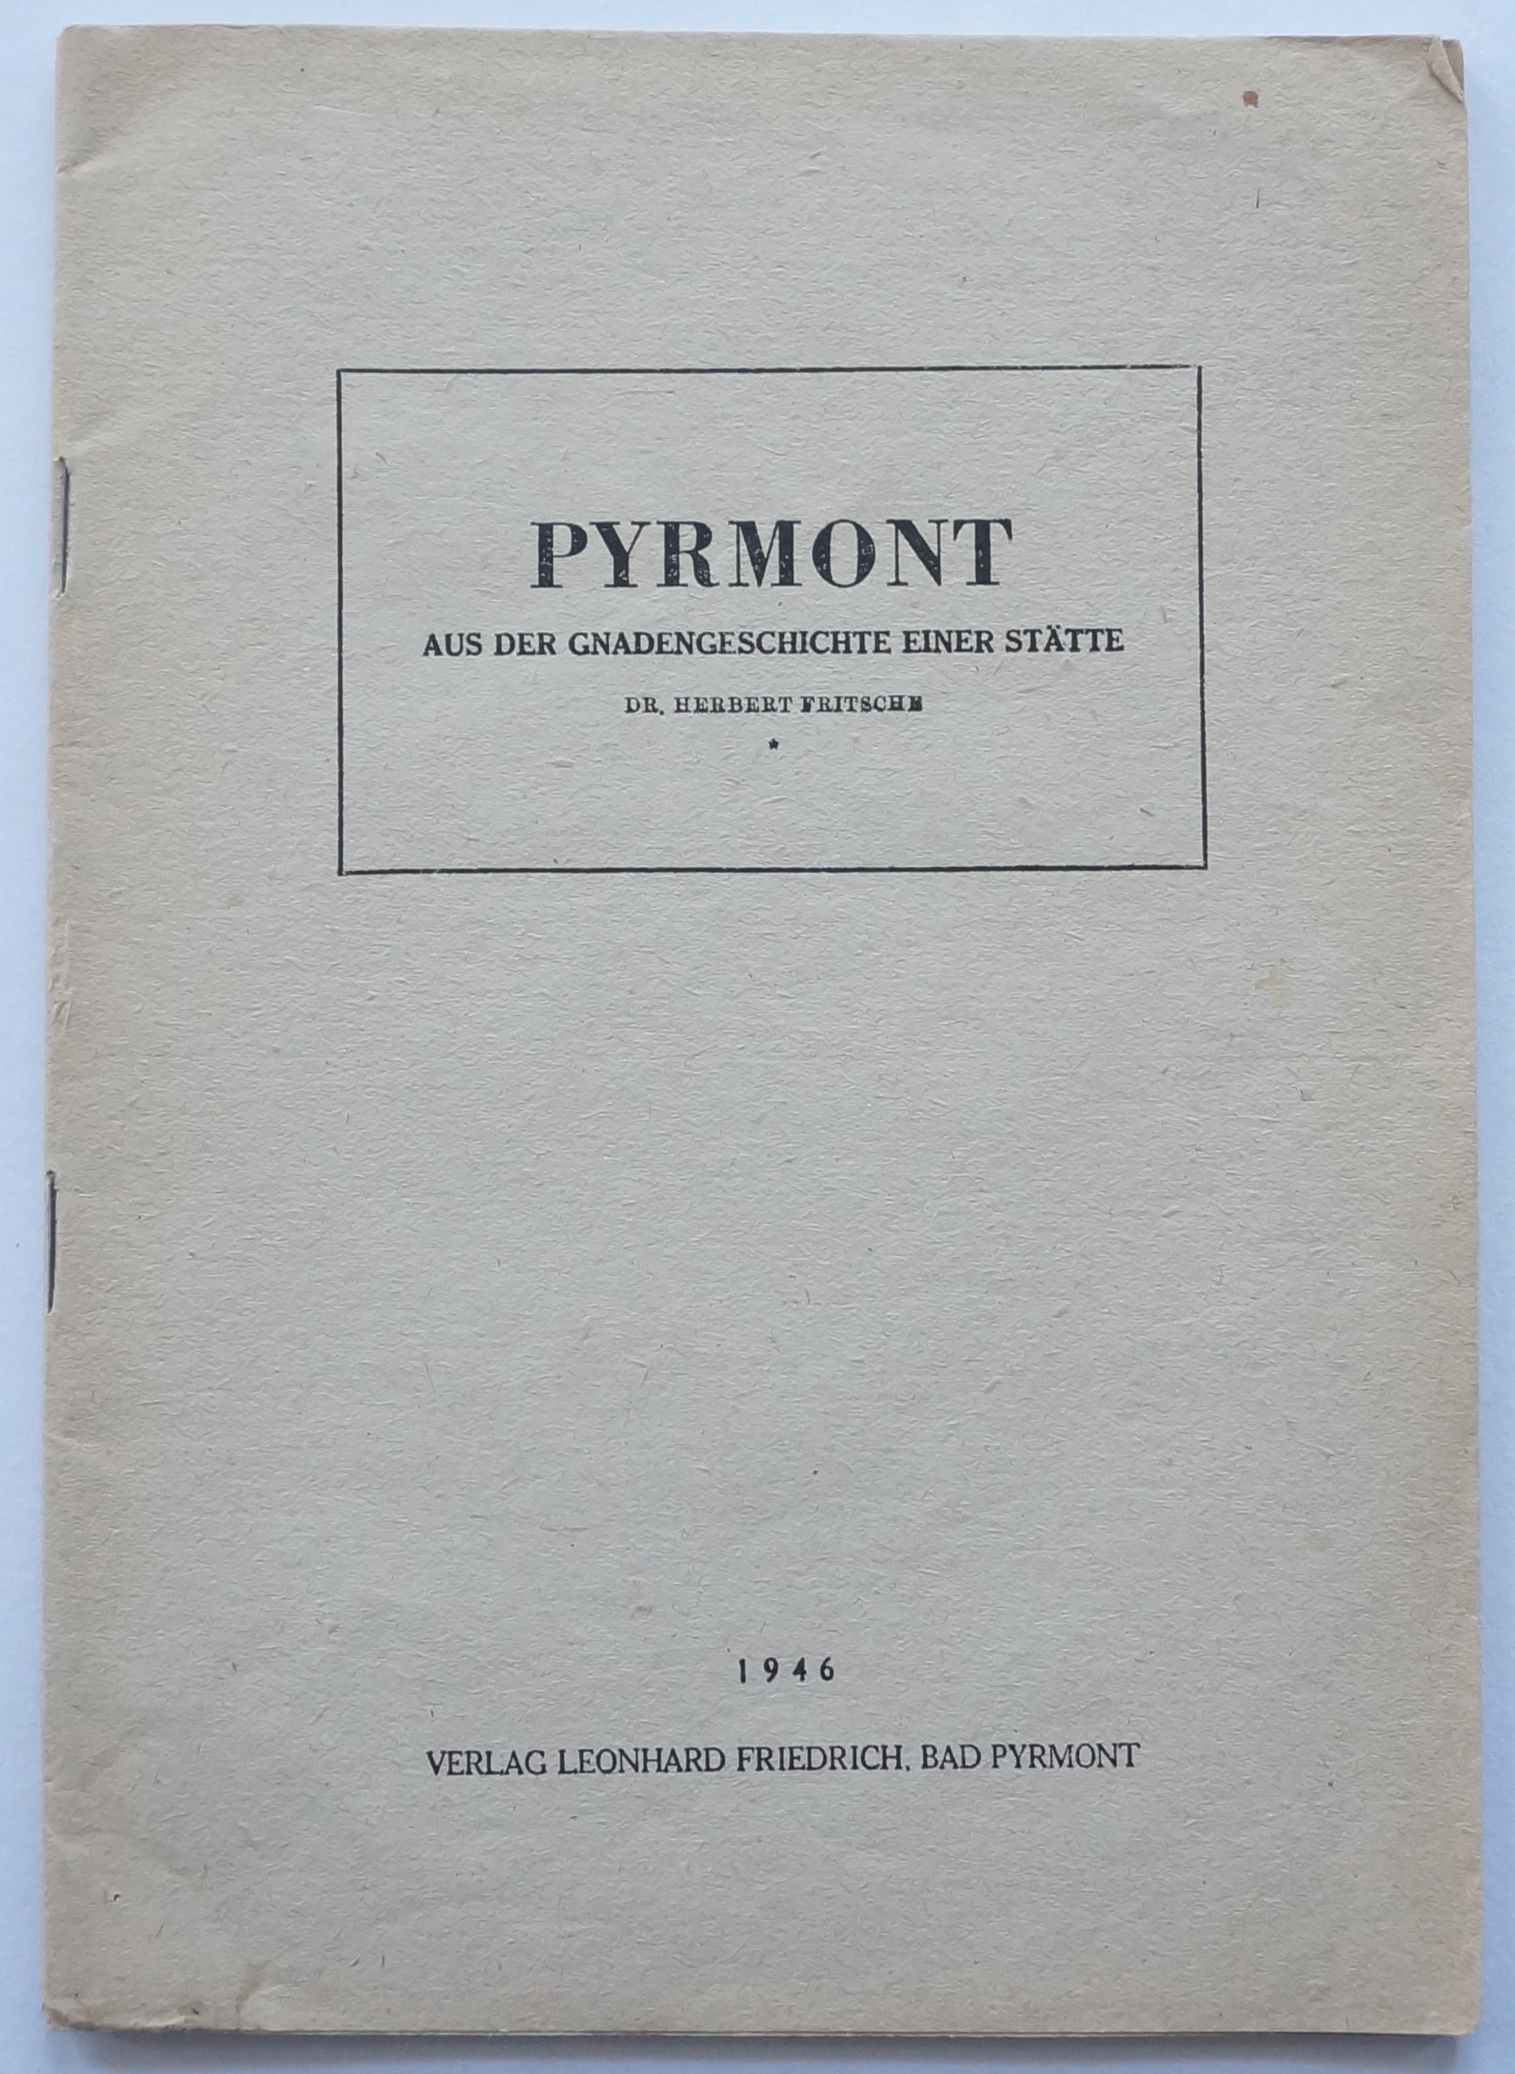 PYRMONT
AUS DER GNADENGESCHICHTE EINER STÄTTE
DR. HERBERT FRITSCHE
*
1946
VERLAG LEONHARD FRIEDRICH, BAD PYRMONT